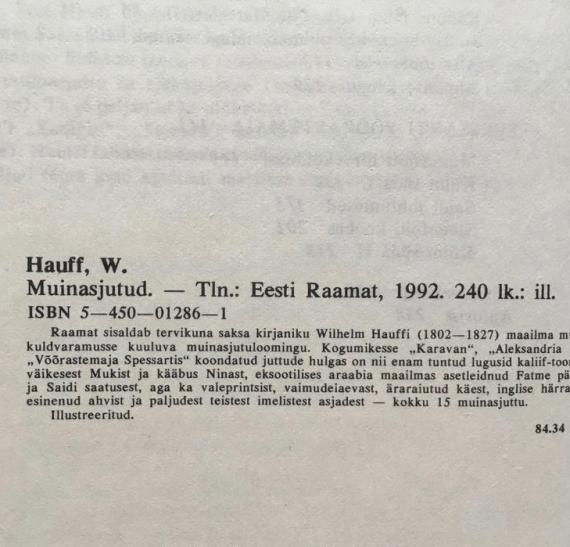 Hauff, W.
Muinasjutud. — Tln.: Eesti Raamat, 1992. 240 lk.: ill.
ISBN 5—450—01286—1
Raamat sisaldab tervikuna saksa kirjaniku Wilhelm Hauffi (1802—1827) maailma
kuldvaramusse kuuluva muinasjutuloomingu. Kogumikesse „Karavan", „Aleksandria
„Võõrastemaja Spessartis" koondatud juttude hulgas on nii enam tuntud lugusid
väikesest Mukist ja kääbus Ninast, eksootilises araabia maailmas asetleidnud Fatme
ja Saidi saatusest, aga ka valeprintsist, vaimudelaevast, äraraiutud käest, inglise
esinenud ahvist ja paljudest teistest imelistest asjadest — kokku 15 muinasjuttu.
Illustreeritud.
84.34